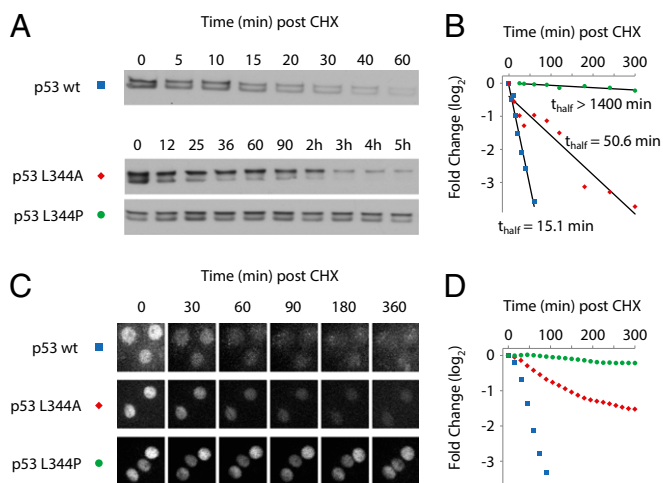 A
Time (min) post CHX
0 5 10 15 20 30 40 60
p53 wt
0 12 25 36 60 90 2h 3h 4h 5h
p53 L344A
p53 L344P
B
Time (min) post CHX
0 100 200 300
Fold Change (log2)
0
-1
-2
-3
t half > 1400 min
t half = 50.6 min
t half = 15.1 min
C
Time (min) post CHX
0 30 60 90 180 360
p53 wt
p53 L344A
p53 L344P
D
Time (min) post CHX
0 100 200 300
Fold Change (log2)
0
-1
-2
-3